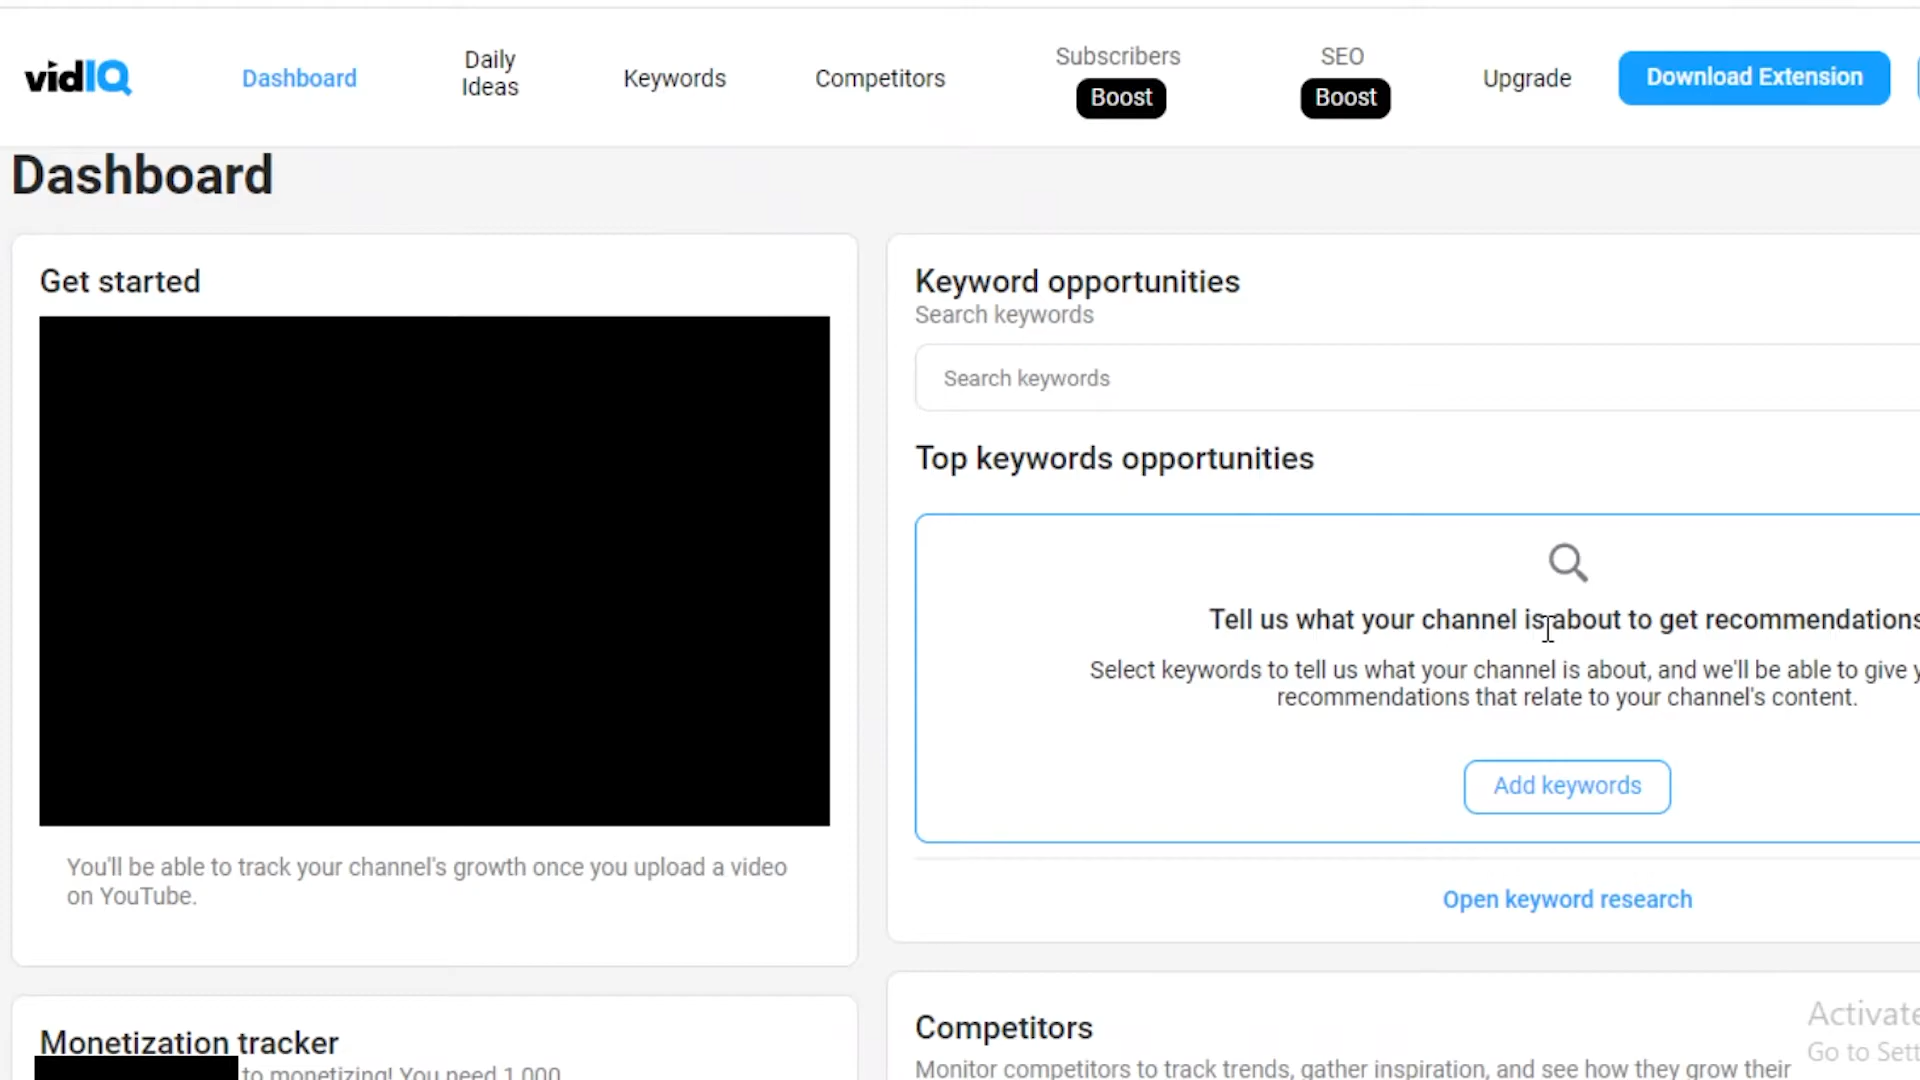 vidIQ
Dashboard
Daily
Ideas
Keywords
Competitors
Subscribers
Boost
SEO
Boost
Upgrade
Download Extension
Dashboard
Get started
You'll be able to track your channel's growth once you upload a video
on YouTube.
Monetization tracker
to monetizing! You need 1,000
Keyword opportunities
Search keywords
Search keywords
Top keywords opportunities
Tell us what your channel is about to get recommendations
Select keywords to tell us what your channel is about, and we'll be able to give
recommendations that relate to your channel's content.
Add keywords
Open keyword research
Competitors
Monitor competitors to track trends, gather inspiration, and see how they grow their
Activate
Go to Sett